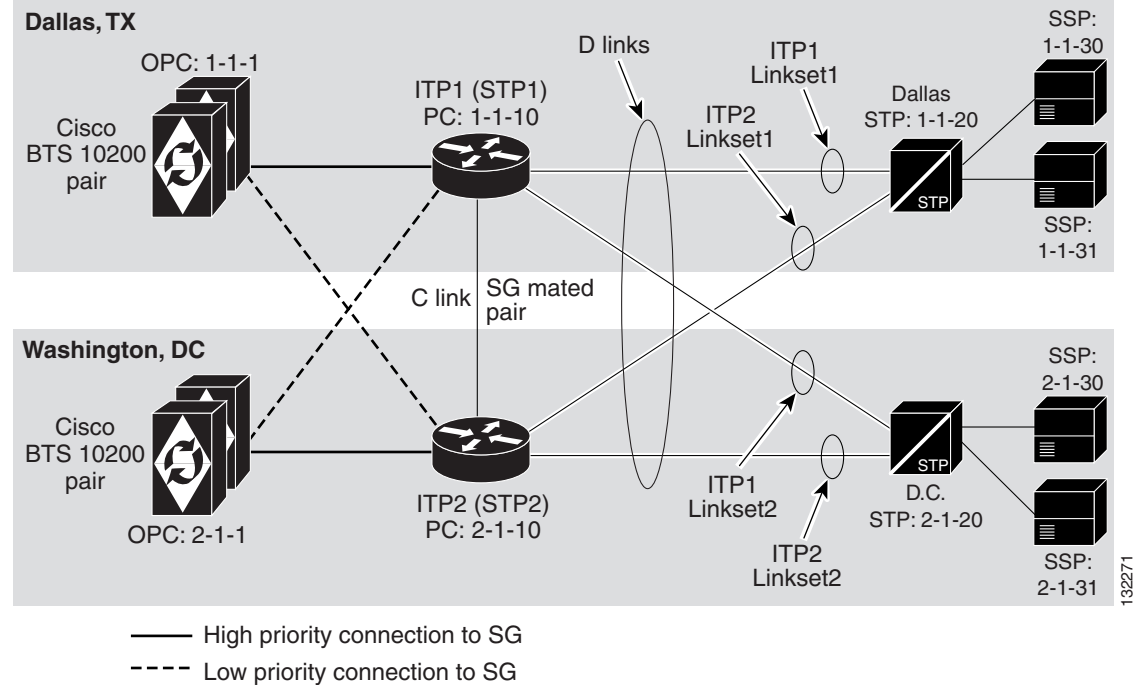 Dallas, TX
OPC: 1-1-1
Cisco
BTS 10200
pair
ITP1 (STP1)
PC: 1-1-10
D links
ITP1
Linkset1
ITP2
Linkset1
Dallas
STP: 1-1-20
STP
SSP:
1-1-30
SSP:
1-1-31
C link
SG mated
pair
Washington, DC
Cisco
BTS 10200
pair
OPC: 2-1-1
ITP2 (STP2)
PC: 2-1-10
ITP1
Linkset2
ITP2
Linkset2
STP
D.C.
STP: 2-1-20
SSP:
2-1-30
SSP:
2-1-31
132271
High priority connection to SG
Low priority connection to SG